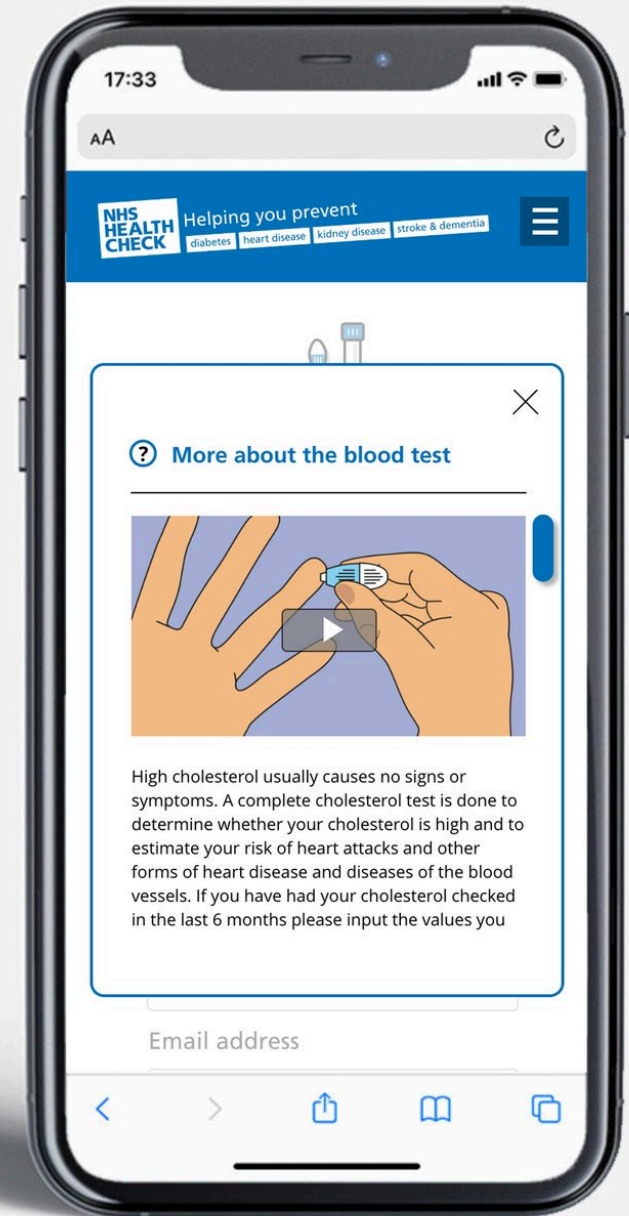 17:33
AA
NHS
HEALTH
CHECK
Helping you prevent
diabetes heart disease kidney disease stroke & dementia
? More about the blood test
High cholesterol usually causes no signs or
symptoms. A complete cholesterol test is done to
determine whether your cholesterol is high and to
estimate your risk of heart attacks and other
forms of heart disease and diseases of the blood
vessels. If you have had your cholesterol checked
in the last 6 months please input the values you
Email address